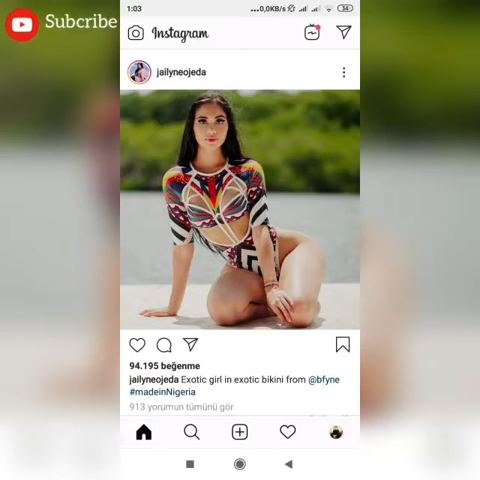 Subcribe
1:03
...0,0KB/s
34
Instagram
jailyneojeda
94.195 beğenme
jailyneojeda Exotic girl in exotic bikini from @bfyne
#madeinNigeria
913 yorumun tümünü gör